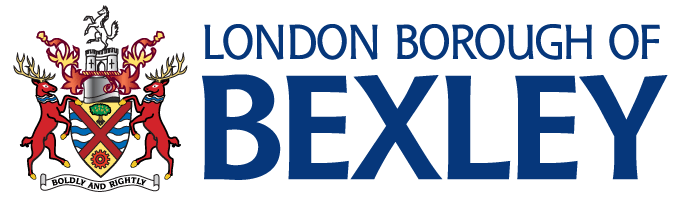 LONDON BOROUGH OF
BEXLEY
BOLDLY AND RIGHTLY